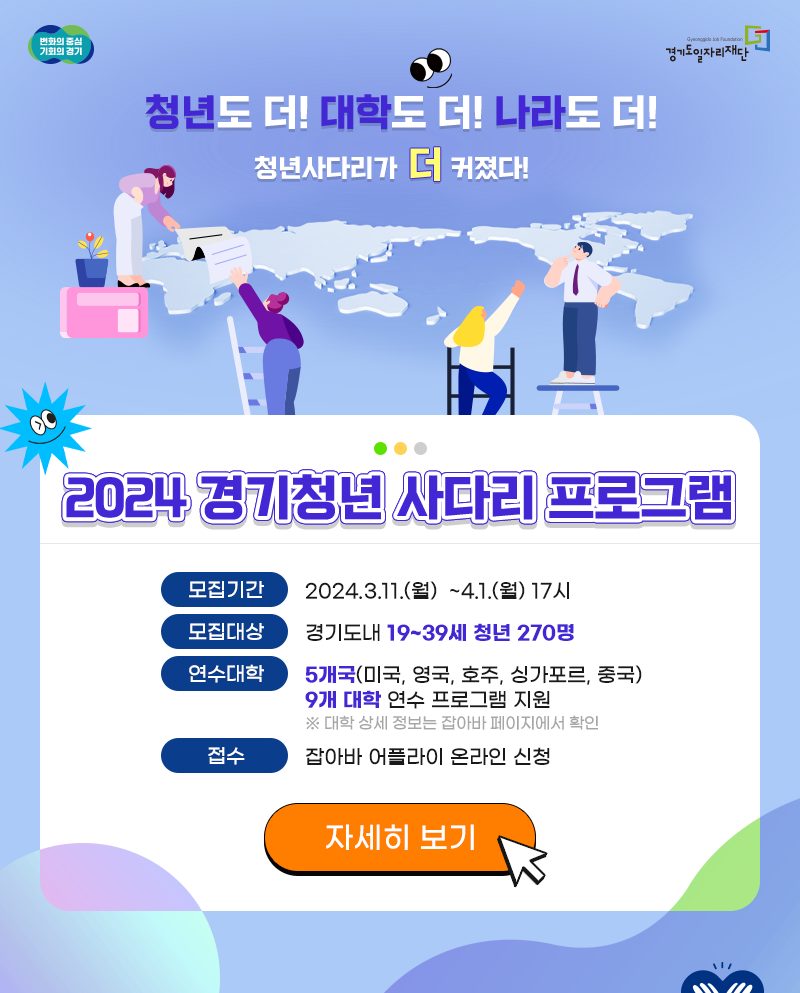 변화의 중심
기회의 경기
Gyeonggido Job Foundation
경기도일자리재단
청년도 더! 대학도 더! 나라도 더!
청년사다리가 더 커졌다!
2024 경기청년 사다리 프로그램
모집기간 2024.3.11.(월) ~4.1.(월) 17시
모집대상 경기도내 19~39세 청년 270명
연수대학 5개국(미국, 영국, 호주, 싱가포르, 중국)
9개 대학 연수 프로그램 지원
※ 대학 상세 정보는 잡아바 페이지에서 확인
접수 잡아바 어플라이 온라인 신청
자세히 보기